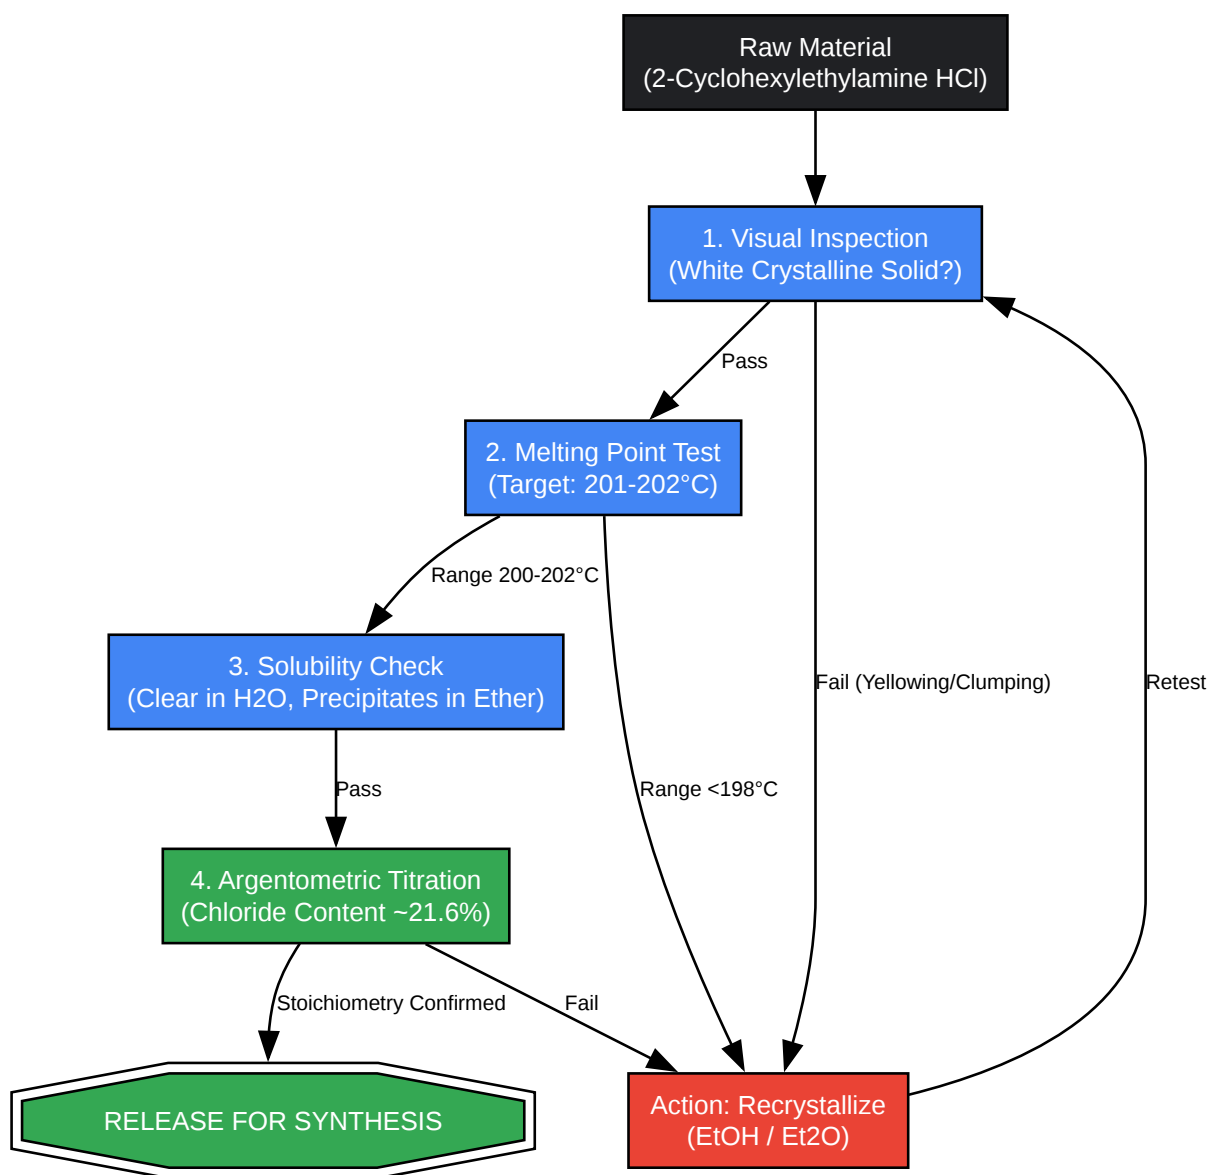 Raw Material
(2-Cyclohexylethylamine HCl)
1. Visual Inspection
(White Crystalline Solid?)
Pass
2. Melting Point Test
(Target: 201-202°C)
Range 200-202°C
3. Solubility Check
(Clear in H2O, Precipitates in Ether)
Fail (Yellowing/Clumping)
Retest
Pass
Range <198°C
4. Argentometric Titration
(Chloride Content ~21.6%)
Stoichiometry Confirmed
Fail
RELEASE FOR SYNTHESIS
Action: Recrystallize
(EtOH / Et2O)